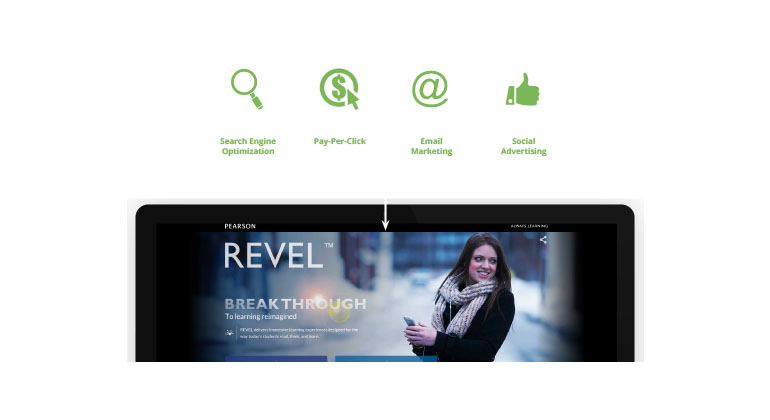 Search Engine
Optimization
Pay-Per-Click
Email
Marketing
Social
Advertising
PEARSON
ALWAYS LEARNING
REVEL™
BREAKTHROUGH
To learning reimagined
REVEL delivers immersive learning experiences designed for the
way today's students read, think, and learn.